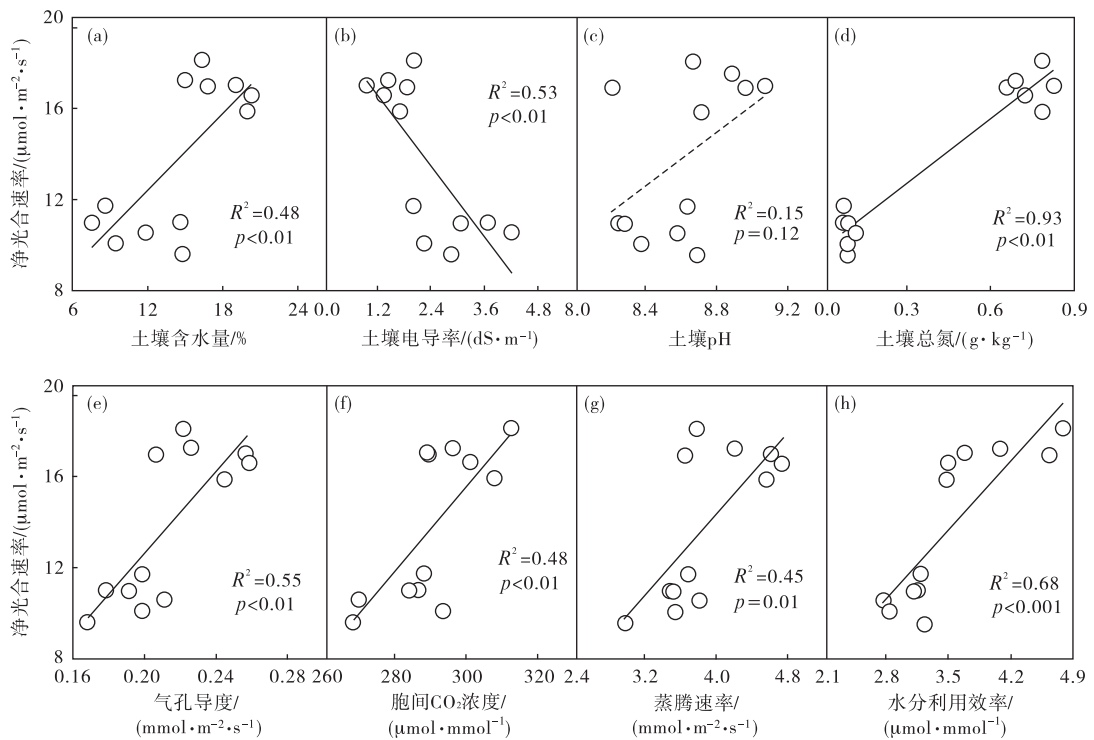 20
16
12
8
净光合速率/(μmol·m⁻²·s⁻¹)
(a)
R²=0.48
p<0.01
(b)
R²=0.53
p<0.01
(c)
R²=0.15
p=0.12
(d)
R²=0.93
p<0.01
6 12 18 24 0.0 1.2 2.4 3.6 4.8 8.0 8.4 8.8 9.2 0.0 0.3 0.6 0.9
土壤含水量/% 土壤电导率/(dS·m⁻¹) 土壤pH 土壤总氮/(g·kg⁻¹)
20
16
12
8
净光合速率/(μmol·m⁻²·s⁻¹)
(e)
R²=0.55
p<0.01
(f)
R²=0.48
p<0.01
(g)
R²=0.45
p=0.01
(h)
R²=0.68
p<0.001
0.16 0.20 0.24 0.28 260 280 300 320 2.4 3.2 4.0 4.8 2.1 2.8 3.5 4.2 4.9
气孔导度/ 胞间CO₂浓度/ 蒸腾速率/ 水分利用效率/
(mmol·m⁻²·s⁻¹) (μmol·mmol⁻¹) (mmol·m⁻²·s⁻¹) (μmol·mmol⁻¹)